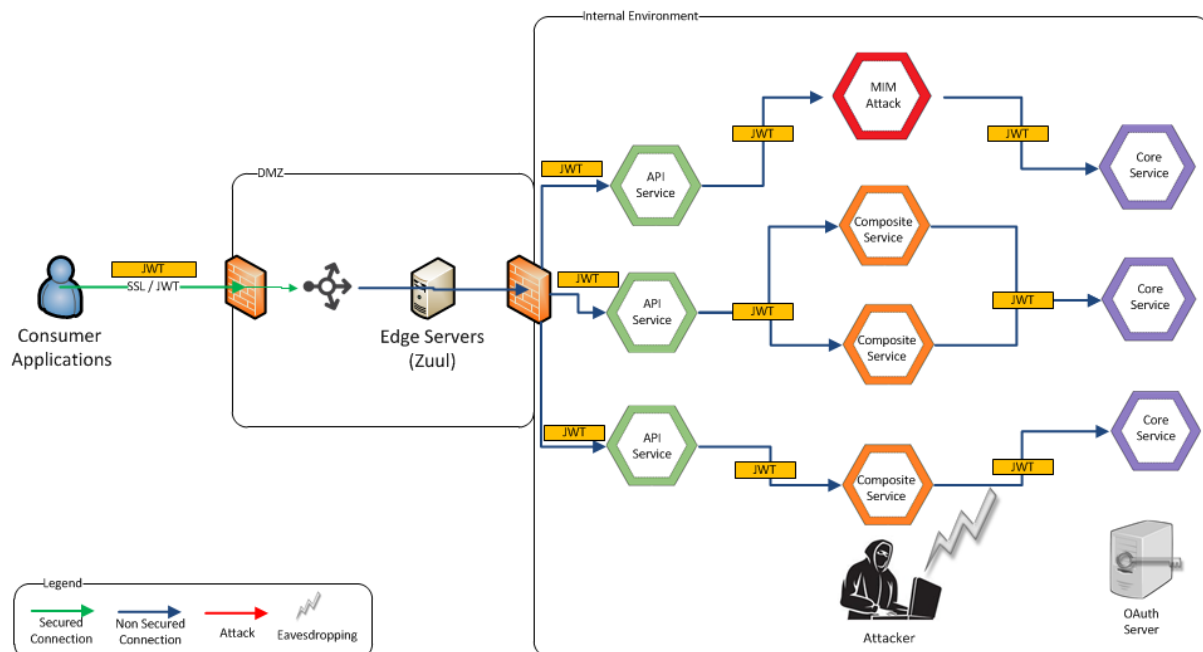 Internal Environment
MIM
Attack
JWT
JWT
DMZ
JWT
API
Service
Core
Service
Composite
Service
JWT
SSL / JWT
JWT
API
Service
JWT
JWT
Core
Service
Consumer
Applications
Edge Servers
(Zuul)
Composite
Service
JWT
API
Service
JWT
Composite
Service
JWT
Core
Service
Legend
Secured
Connection
Non Secured
Connection
Attack
Eavesdropping
Attacker
OAuth
Server